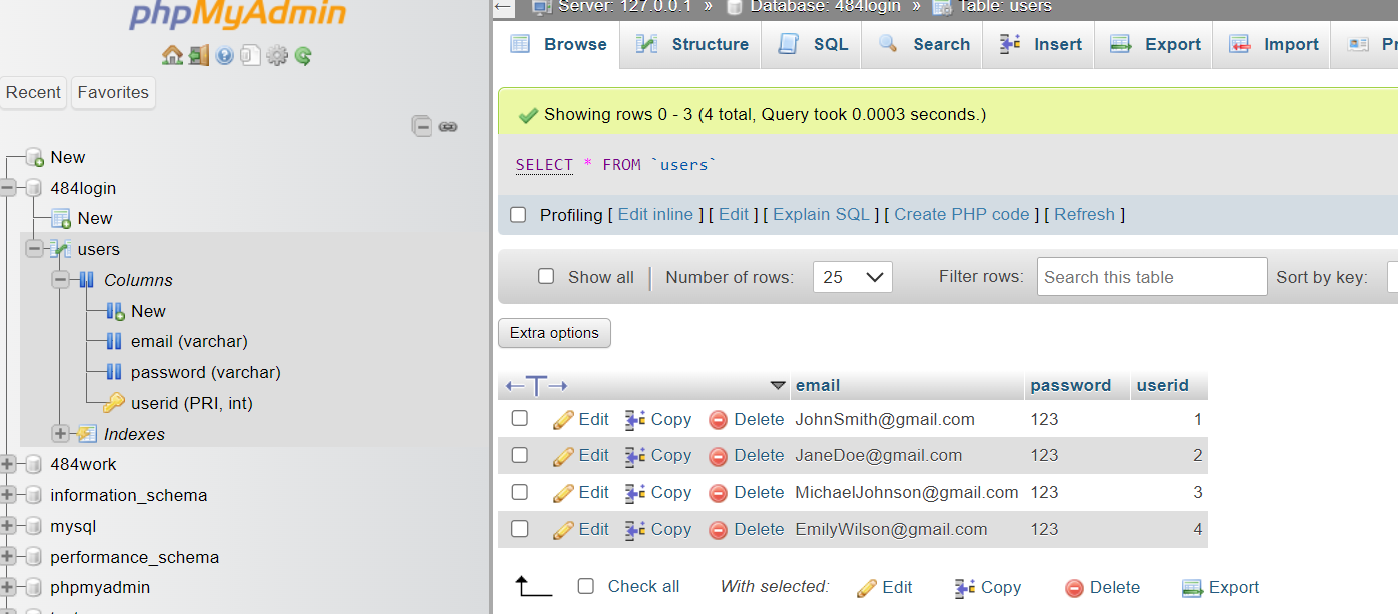 phpMyAdmin
Recent Favorites
New
484login
New
users
Columns
New
email (varchar)
password (varchar)
userid (PRI, int)
Indexes
484work
information_schema
mysql
performance_schema
phpmyadmin
Server: 127.0.0.1 » Database: 484login » Table: users
Browse Structure SQL Search Insert Export Import
Showing rows 0 - 3 (4 total, Query took 0.0003 seconds.)
SELECT * FROM `users`
Profiling [ Edit inline ] [ Edit ] [ Explain SQL ] [ Create PHP code ] [ Refresh ]
Show all | Number of rows: 25 Filter rows: Search this table Sort by key:
Extra options
email password userid
Edit Copy Delete JohnSmith@gmail.com 123 1
Edit Copy Delete JaneDoe@gmail.com 123 2
Edit Copy Delete MichaelJohnson@gmail.com 123 3
Edit Copy Delete EmilyWilson@gmail.com 123 4
Check all With selected: Edit Copy Delete Export